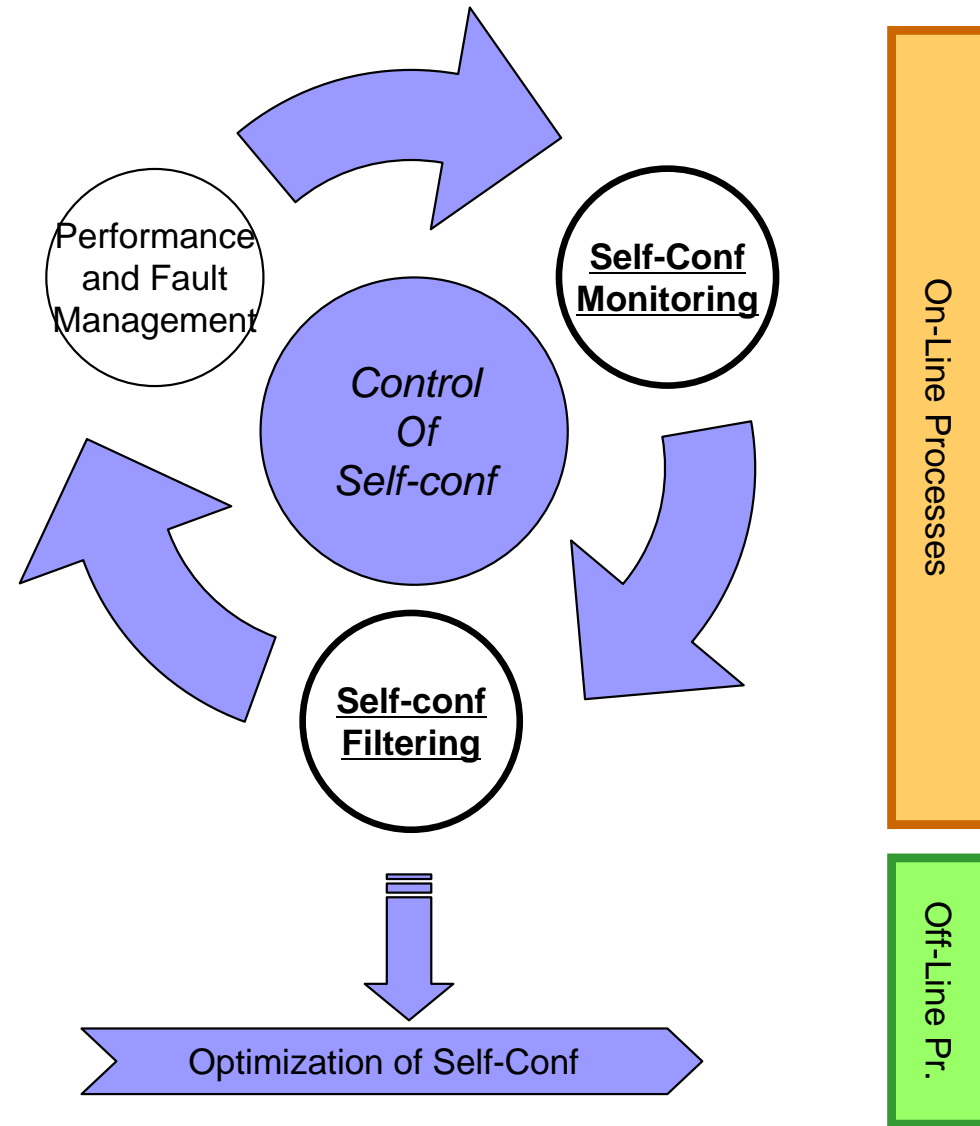 Performance
and Fault
Management
Self-Conf
Monitoring
Control
Of
Self-conf
Self-conf
Filtering
Optimization of Self-Conf
On-Line Processes
Off-Line Pr.